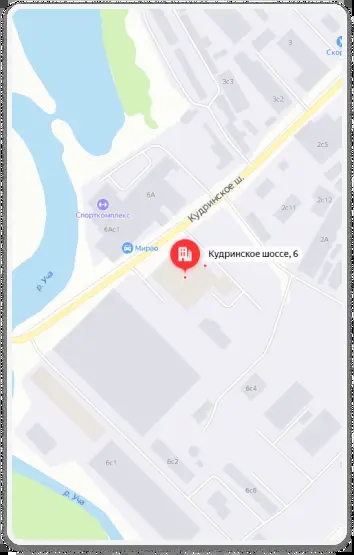 3
Скор
3с3
3с2
2с5
Кудринское ш.
6А
Спорткомплекс
2с11
2с12
6Ас1
Мирао
2А
Кудринское шоссе, 6
р. Уча
6с4
6с1
6с2
6с8
р. Уча